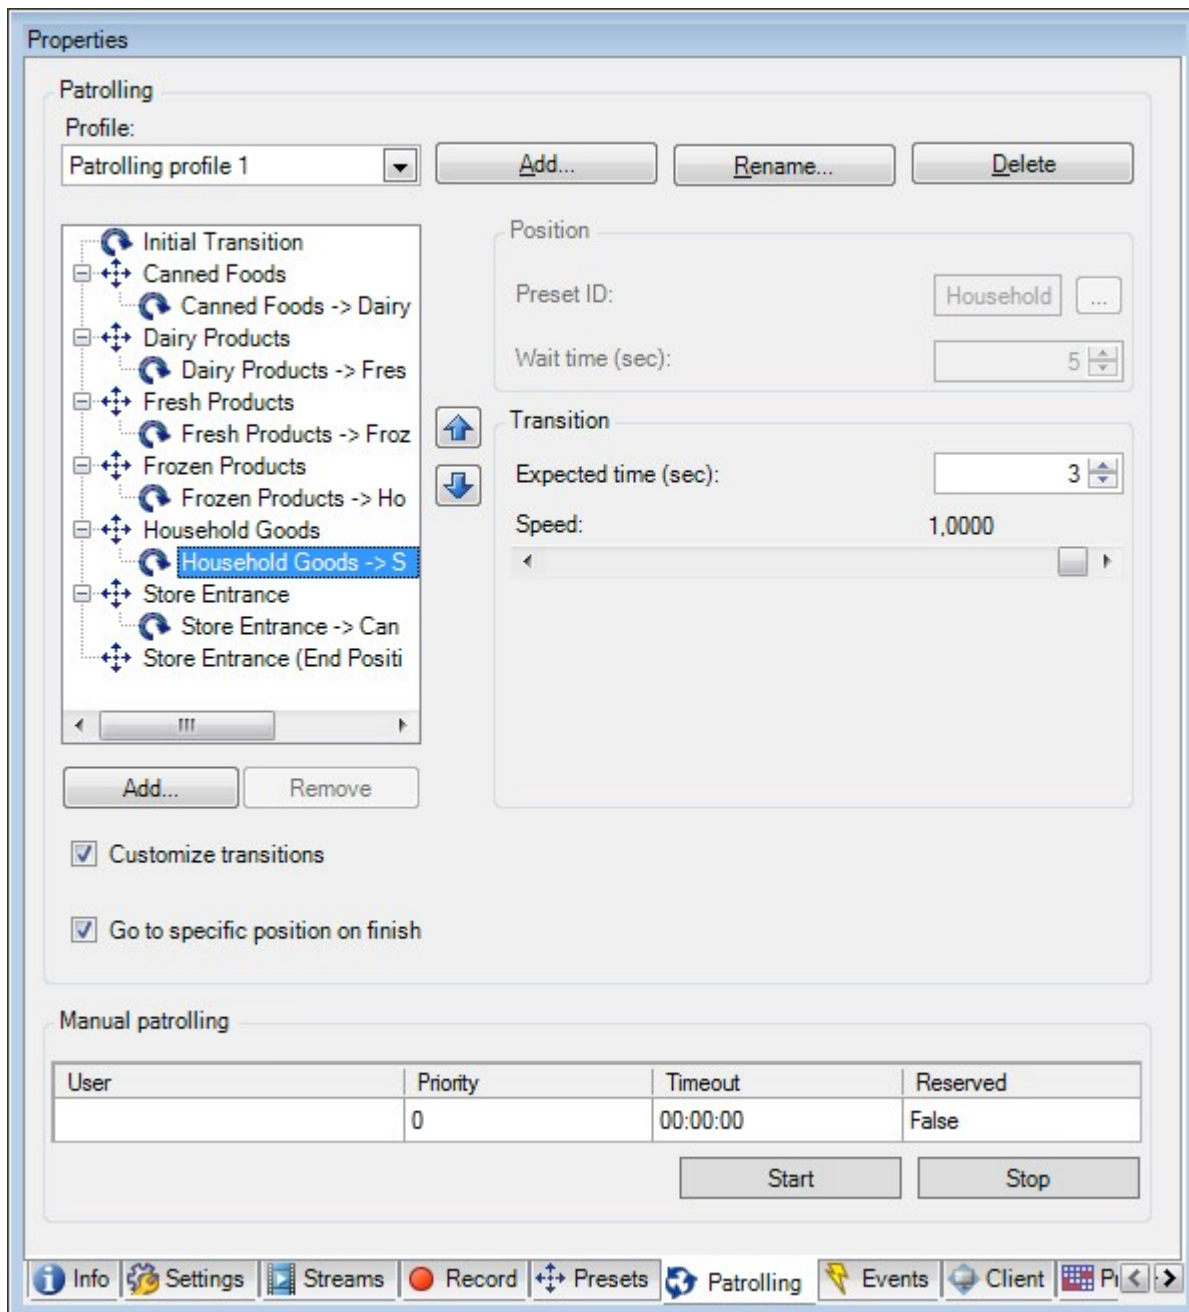 Properties
Patrolling
Profile:
Patrolling profile 1
Add...
Rename...
Delete
Initial Transition
Canned Foods
Canned Foods -> Dairy
Dairy Products
Dairy Products -> Fres
Fresh Products
Fresh Products -> Froz
Frozen Products
Frozen Products -> Ho
Household Goods
Household Goods -> S
Store Entrance
Store Entrance -> Can
Store Entrance (End Positi
Add...
Remove
Position
Preset ID:
Household
...
Wait time (sec):
5
Transition
Expected time (sec):
3
Speed:
1,0000
Customize transitions
Go to specific position on finish
Manual patrolling
User Priority Timeout Reserved
0 00:00:00 False
Start
Stop
Info Settings Streams Record Presets Patrolling Events Client